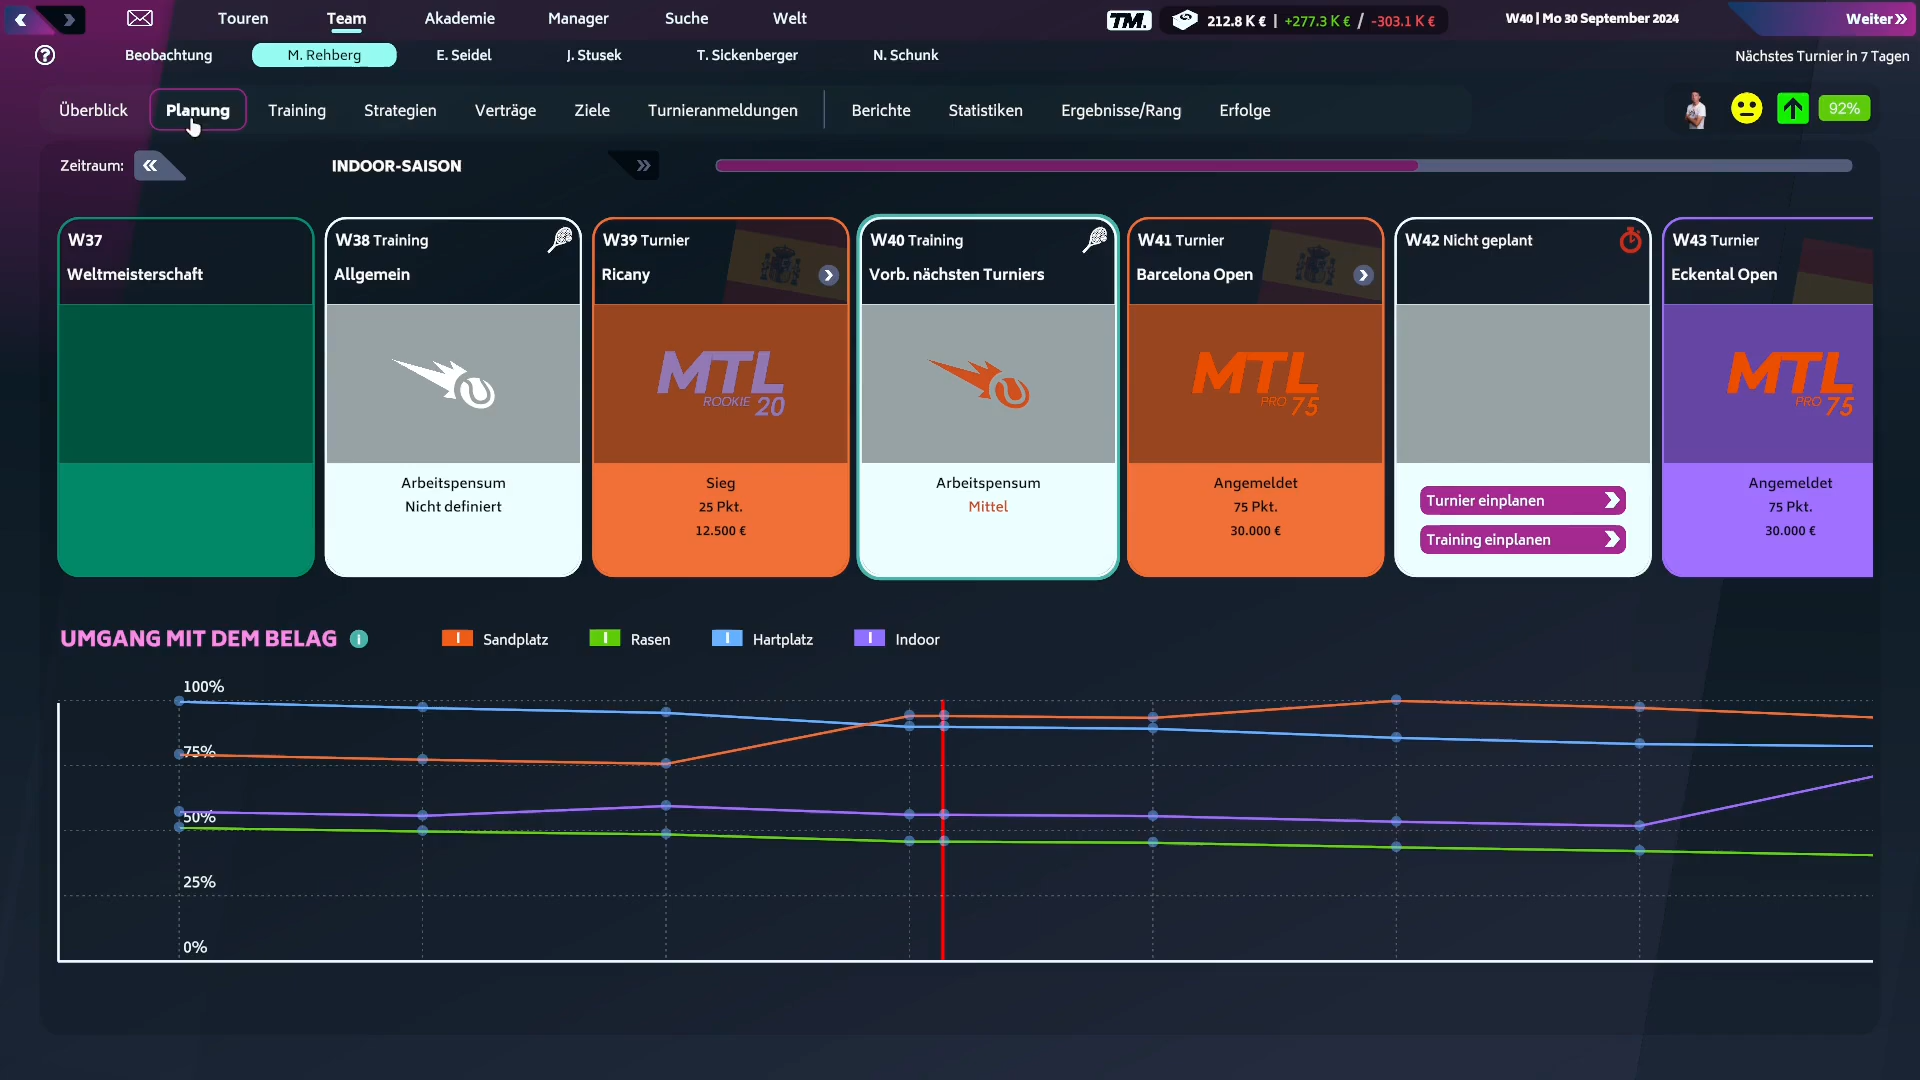 Touren Team Akademie Manager Suche Welt TM. 212.8 K € | +277.3 K € / -303.1 K € W40 | Mo 30 September 2024 Weiter
Beobachtung M. Rehberg E. Seidel J. Stusek T. Sickenberger N. Schunk Nächstes Turnier in 7 Tagen
Überblick Planung Training Strategien Verträge Ziele Turnieranmeldungen Berichte Statistiken Ergebnisse/Rang Erfolge 92%
Zeitraum: INDOOR-SAISON
W37
Weltmeisterschaft
W38 Training
Allgemein
Arbeitspensum
Nicht definiert
W39 Turnier
Ricany
MTL
ROOKIE 20
Sieg
25 Pkt.
12.500 €
W40 Training
Vorb. nächsten Turniers
Arbeitspensum
Mittel
W41 Turnier
Barcelona Open
MTL
PRO 75
Angemeldet
75 Pkt.
30.000 €
W42 Nicht geplant
Turnier einplanen
Training einplanen
W43 Turnier
Eckental Open
MTL
PRO 75
Angemeldet
75 Pkt.
30.000 €
UMGANG MIT DEM BELAG i Sandplatz Rasen Hartplatz Indoor
100%
75%
50%
25%
0%